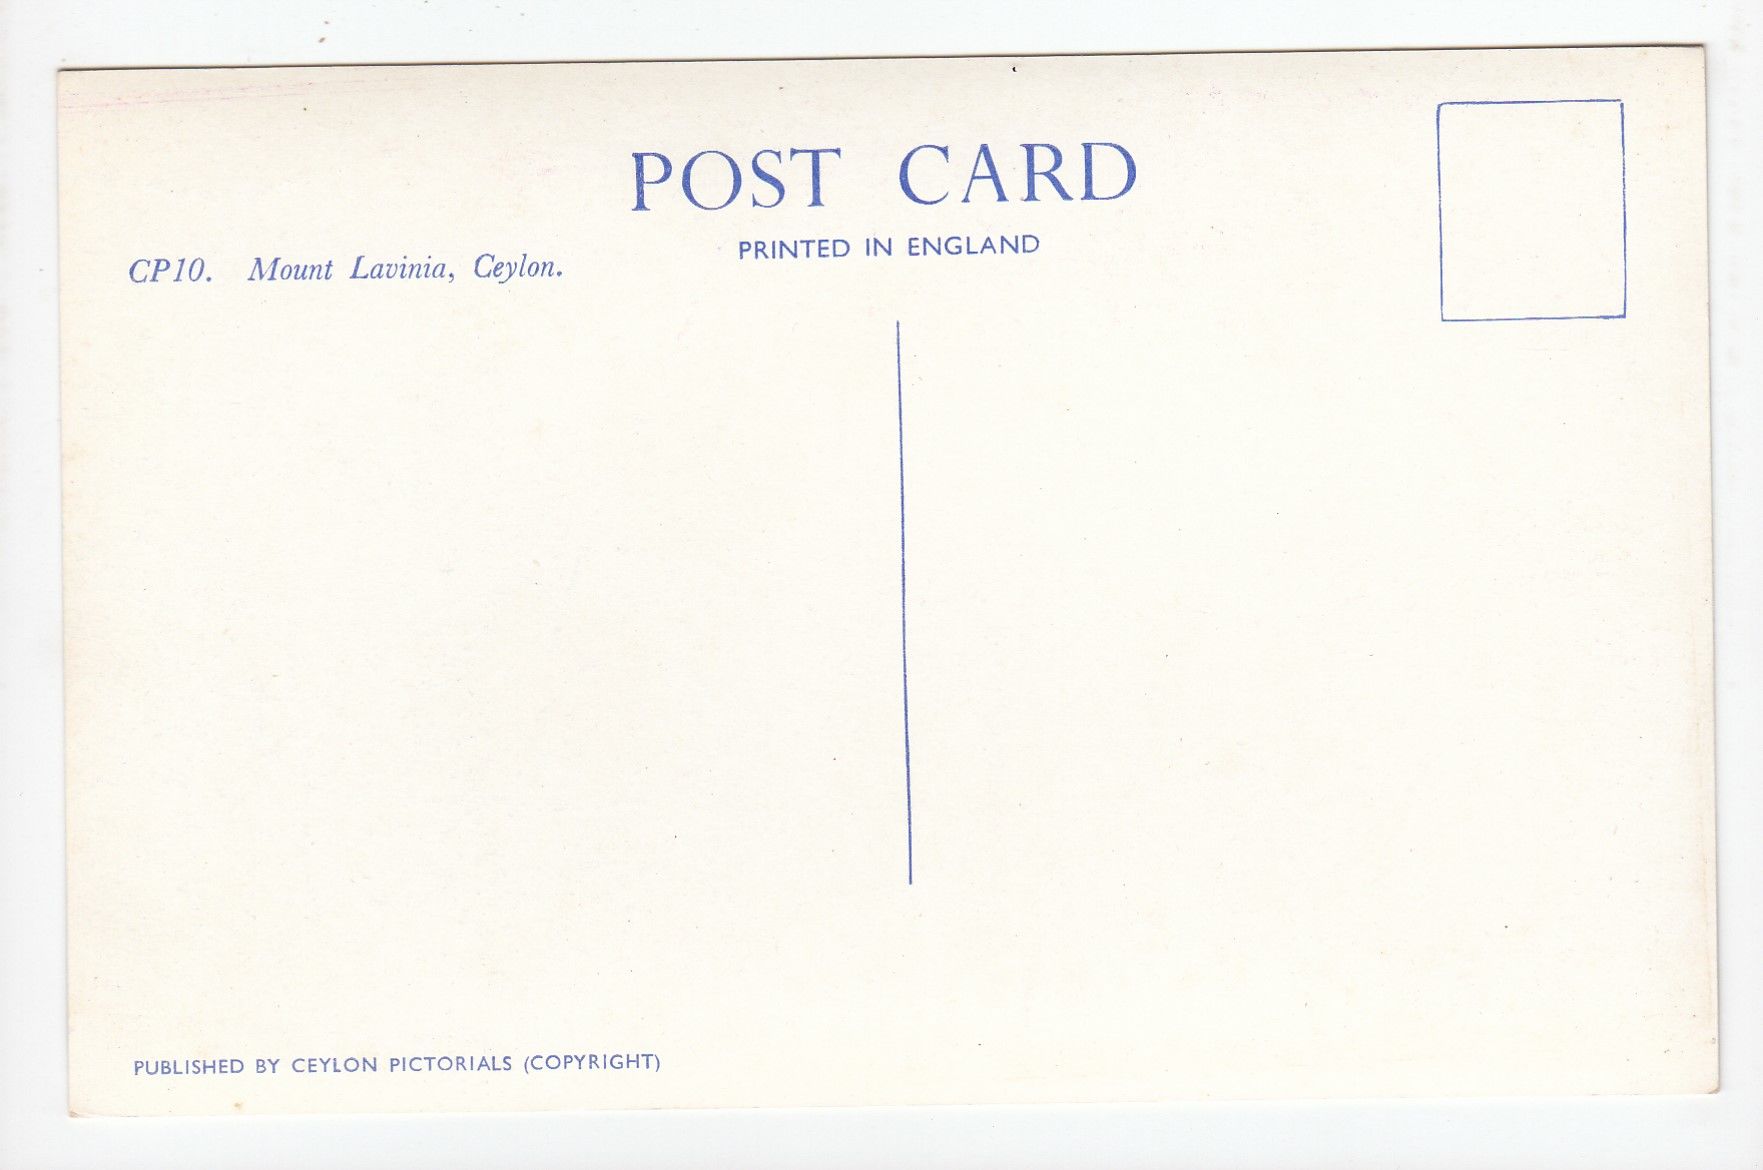 POST CARD
PRINTED IN ENGLAND
CP10. Mount Lavinia, Ceylon.
PUBLISHED BY CEYLON PICTORIALS (COPYRIGHT)